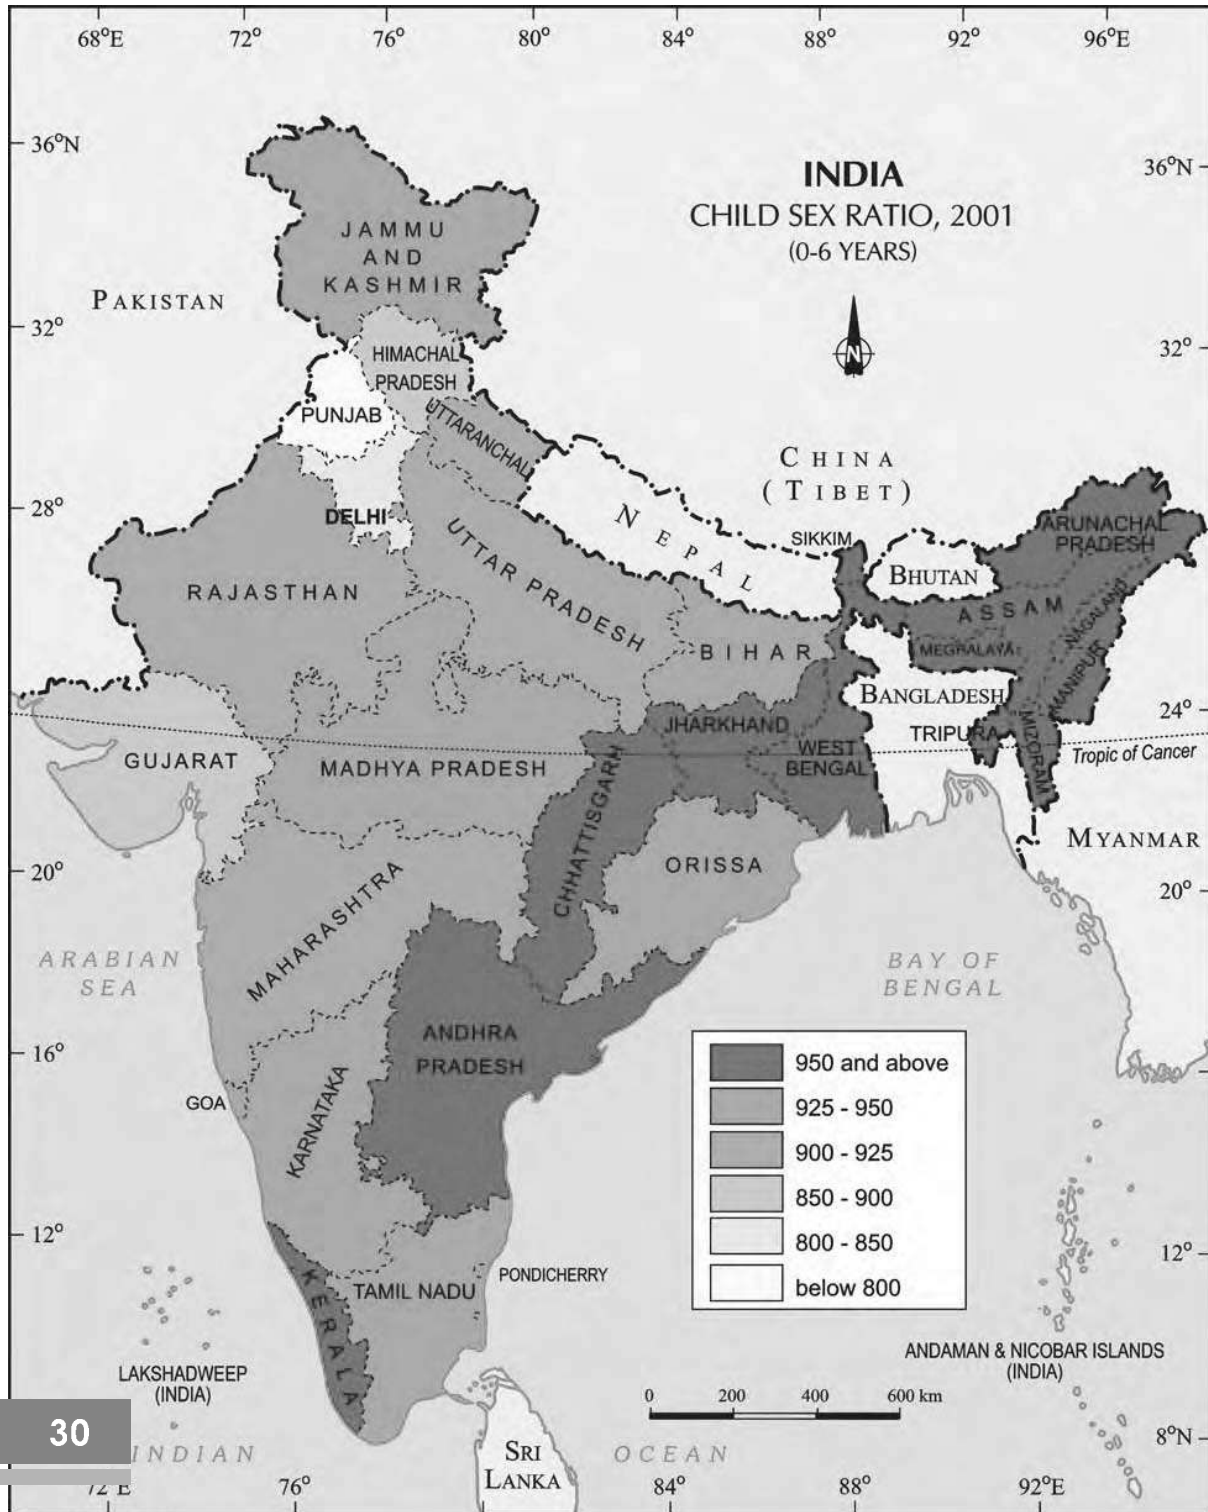 68°E 72° 76° 80° 84° 88° 92° 96°E
36°N
36°N
INDIA
CHILD SEX RATIO, 2001
(0-6 YEARS)
JAMMU
AND
KASHMIR
PAKISTAN
32°
32°
N
HIMACHAL
PRADESH
PUNJAB
UTTARANCHAL
CHINA
(TIBET)
NEPAL
28°
28°
DELHI
SIKKIM
ARUNACHAL
PRADESH
BHUTAN
UTTAR PRADESH
RAJASTHAN
ASSAM
NAGALAND
BIHAR
MEGHALAYA
MANIPUR
BANGLADESH
24°
JHARKHAND
TRIPURA
MIZORAM
WEST
BENGAL
Tropic of Cancer
GUJARAT
MADHYA PRADESH
CHHATTISGARH
MYANMAR
20°
20°
ORISSA
MAHARASHTRA
ARABIAN
SEA
BAY OF
BENGAL
ANDHRA
PRADESH
16°
GOA
KARNATAKA
950 and above
925 - 950
900 - 925
850 - 900
800 - 850
below 800
12°
12°
KERALA
TAMIL NADU
PONDICHERRY
LAKSHADWEEP
(INDIA)
ANDAMAN & NICOBAR ISLANDS
(INDIA)
0 200 400 600 km
30
INDIAN
OCEAN
SRI
LANKA
8°N
72°E 76° 84° 88° 92°E